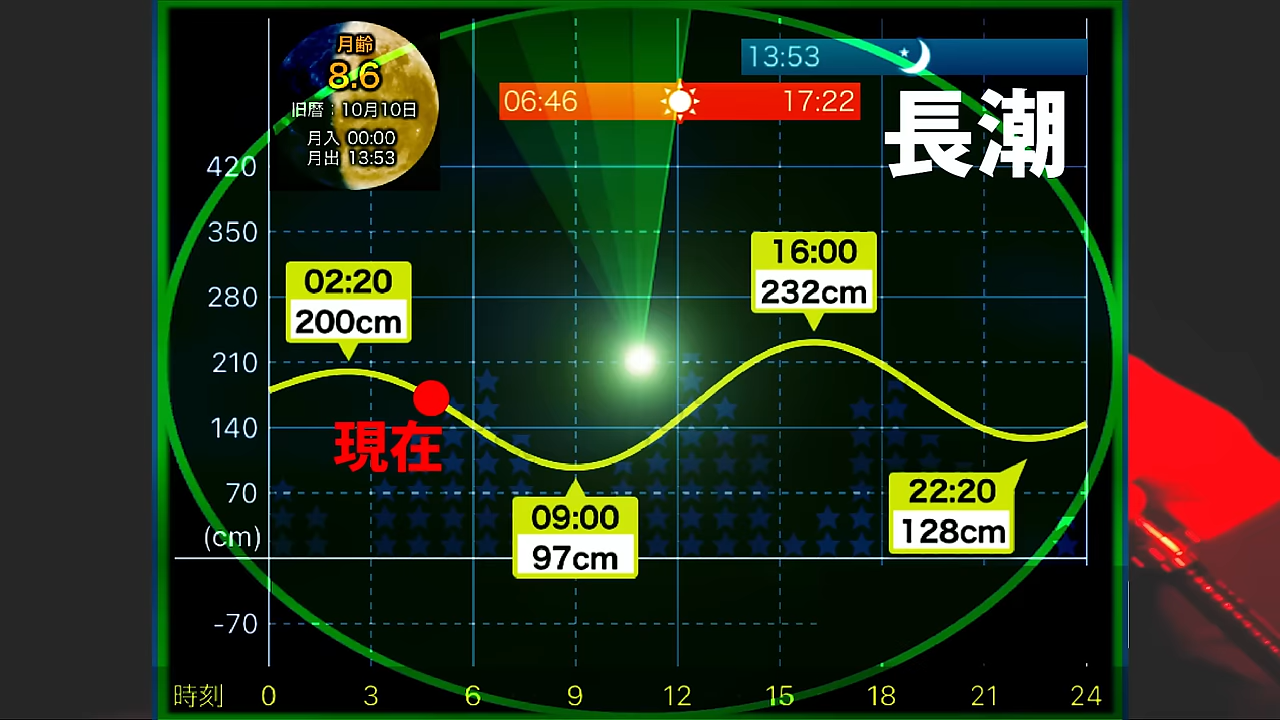 月齢
8.6
旧暦：10月10日
月入 00:00
月出 13:53
13:53
06:46
17:22
長潮
420
350
280
210
140
70
(cm)
-70
02:20
200cm
16:00
232cm
現在
09:00
97cm
22:20
128cm
時刻 0 3 6 9 12 15 18 21 24